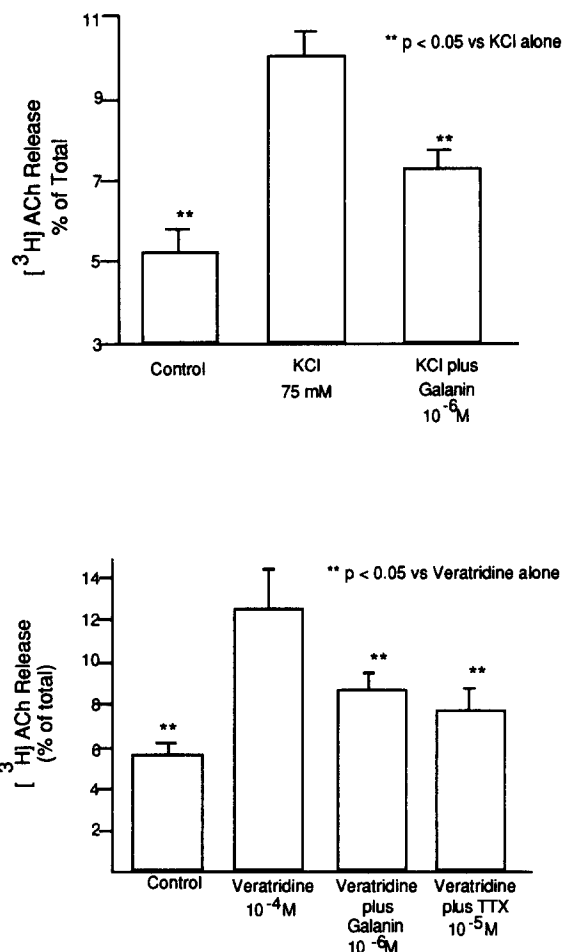 11
** p < 0.05 vs KCl alone
9
7
5
3
[ 3H] ACh Release
% of Total
**
**
Control
KCl
75 mM
KCl plus
Galanin
10 -6M
14
12
10
8
6
4
2
** p < 0.05 vs Veratridine alone
[ 3H] ACh Release
(% of total)
**
**
**
Control
Veratridine
10 -4M
Veratridine
plus
Galanin
10 -6M
Veratridine
plus TTX
10 -5M